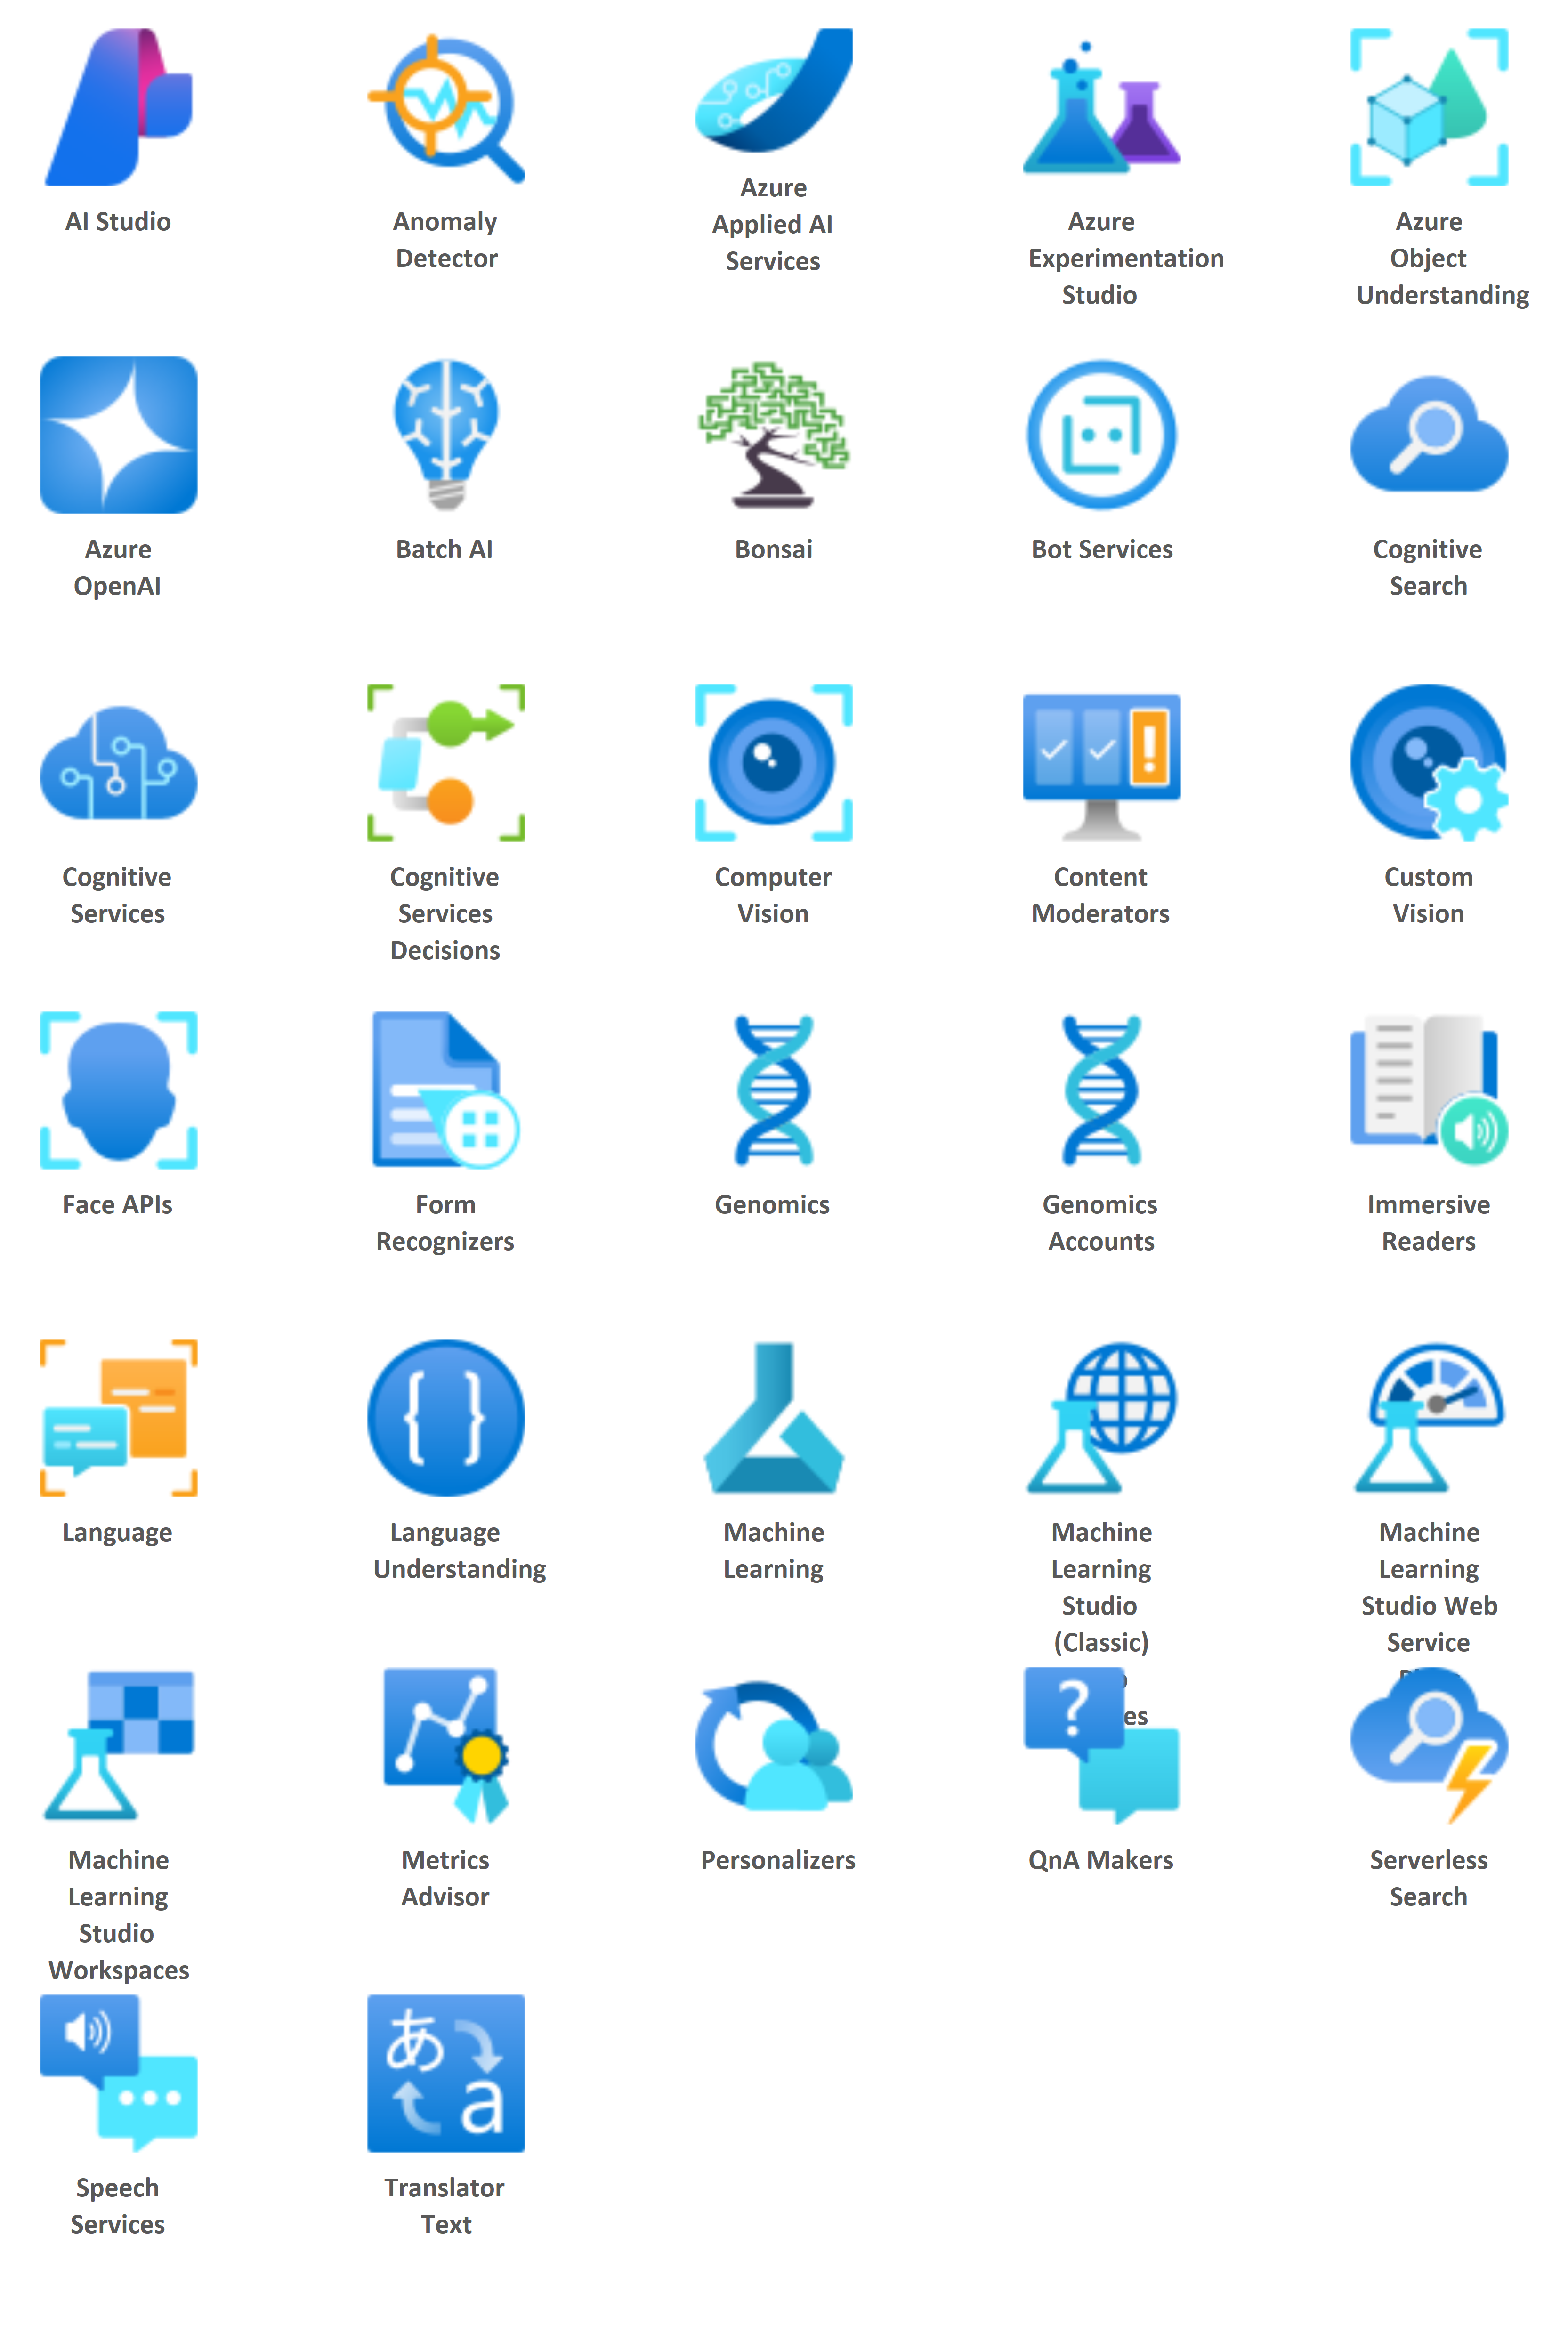 AI Studio
Anomaly
Detector
Azure
Applied AI
Services
Azure
Experimentation
Studio
Azure
Object
Understanding
Azure
OpenAI
Batch AI
Bonsai
Bot Services
Cognitive
Search
Cognitive
Services
Cognitive
Services
Decisions
Computer
Vision
Content
Moderators
Custom
Vision
Face APIs
Form
Recognizers
Genomics
Genomics
Accounts
Immersive
Readers
Language
{ }
Language
Understanding
Machine
Learning
Machine
Learning
Studio
(Classic)
Machine
Learning
Studio Web
Service
Machine
Learning
Studio
Workspaces
Metrics
Advisor
Personalizers
?
QnA Makers
Serverless
Search
Speech
Services
あ
a
Translator
Text